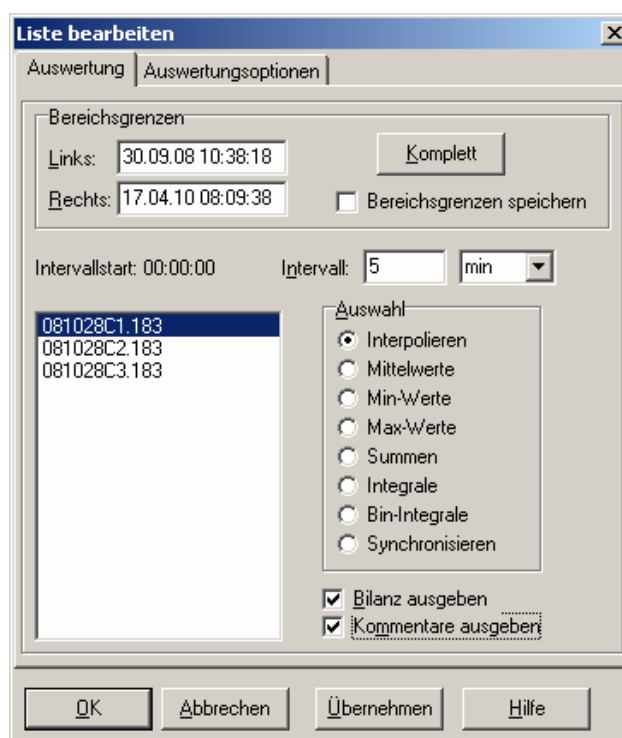 Liste bearbeiten
Auswertung Auswertungsoptionen
Bereichsgrenzen
Links: 30.09.08 10:38:18 Komplett
Rechts: 17.04.10 08:09:38 Bereichsgrenzen speichern
Intervallstart: 00:00:00 Intervall: 5 min
081028C1.183
081028C2.183
081028C3.183
Auswahl
Interpolieren
Mittelwerte
Min-Werte
Max-Werte
Summen
Integrale
Bin-Integrale
Synchronisieren
Bilanz ausgeben
Kommentare ausgeben
OK Abbrechen Übernehmen Hilfe